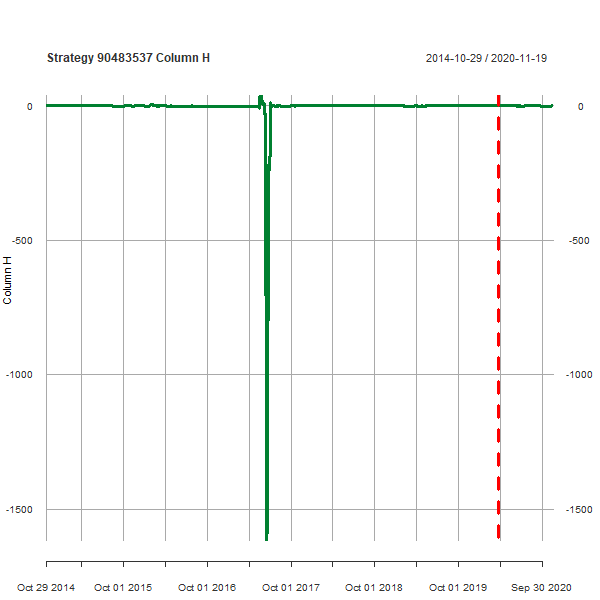 Strategy 90483537 Column H
2014-10-29 / 2020-11-19
0
0
-500
-500
Column H
-1000
-1000
-1500
-1500
Oct 29 2014
Oct 01 2015
Oct 01 2016
Oct 01 2017
Oct 01 2018
Oct 01 2019
Sep 30 2020